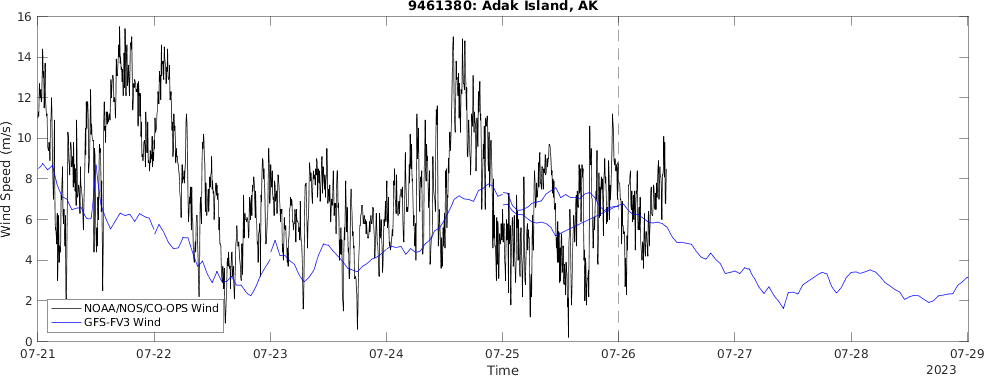 9461380: Adak Island, AK
Wind Speed (m/s)
16
14
12
10
8
6
4
2
0
NOAA/NOS/CO-OPS Wind
GFS-FV3 Wind
07-21 07-22 07-23 07-24 07-25 07-26 07-27 07-28 07-29
Time
2023